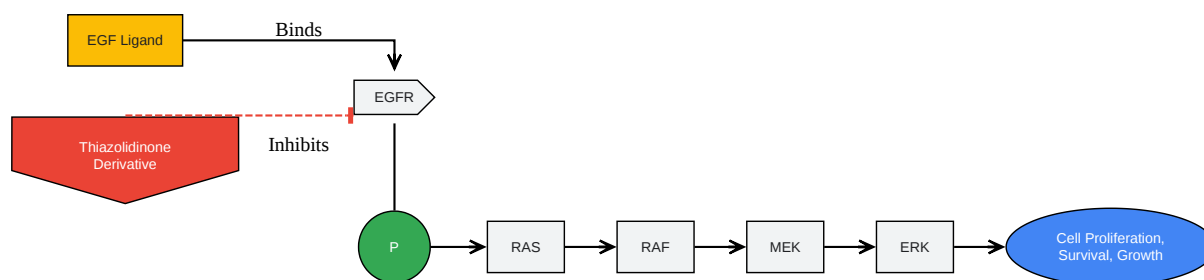 Binds
EGF Ligand
EGFR
Inhibits
Thiazolidinone
Derivative
P
RAS
RAF
MEK
ERK
Cell Proliferation,
Survival, Growth